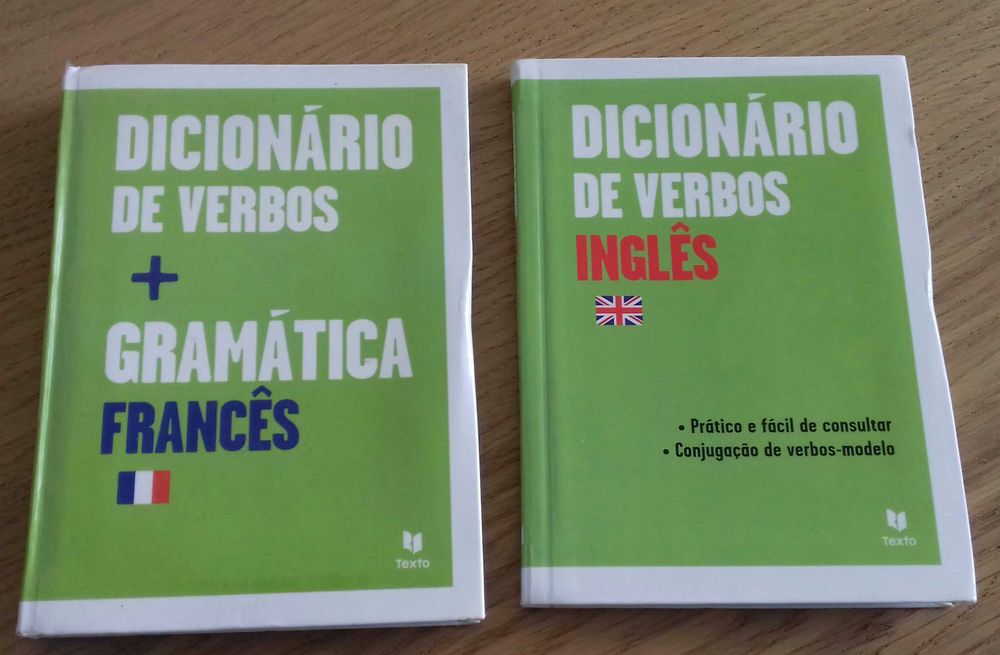 DICIONÁRIO
DE VERBOS
+
GRAMÁTICA
FRANCÊS
Texto
DICIONÁRIO
DE VERBOS
INGLÊS
• Prático e fácil de consultar
• Conjugação de verbos-modelo
Texto